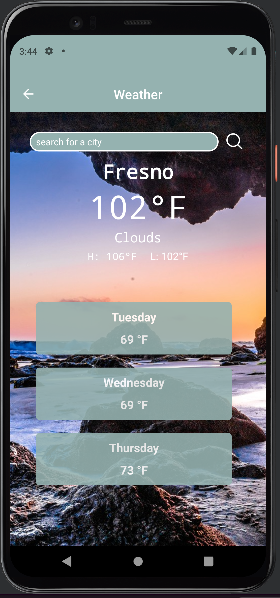 3:44
Weather
search for a city
Fresno
102°F
Clouds
H: 106°F L: 102°F
Tuesday
69 °F
Wednesday
69 °F
Thursday
73 °F